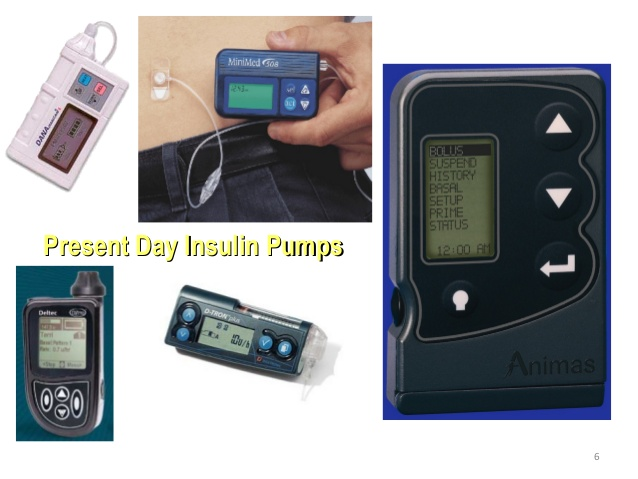 DANA
MiniMed 508
Present Day Insulin Pumps
BOLUS
SUSPEND
HISTORY
BASAL
SETUP
PRIME
STATUS
12:00 AM
Animas
Deltec
D-TRON plus
6